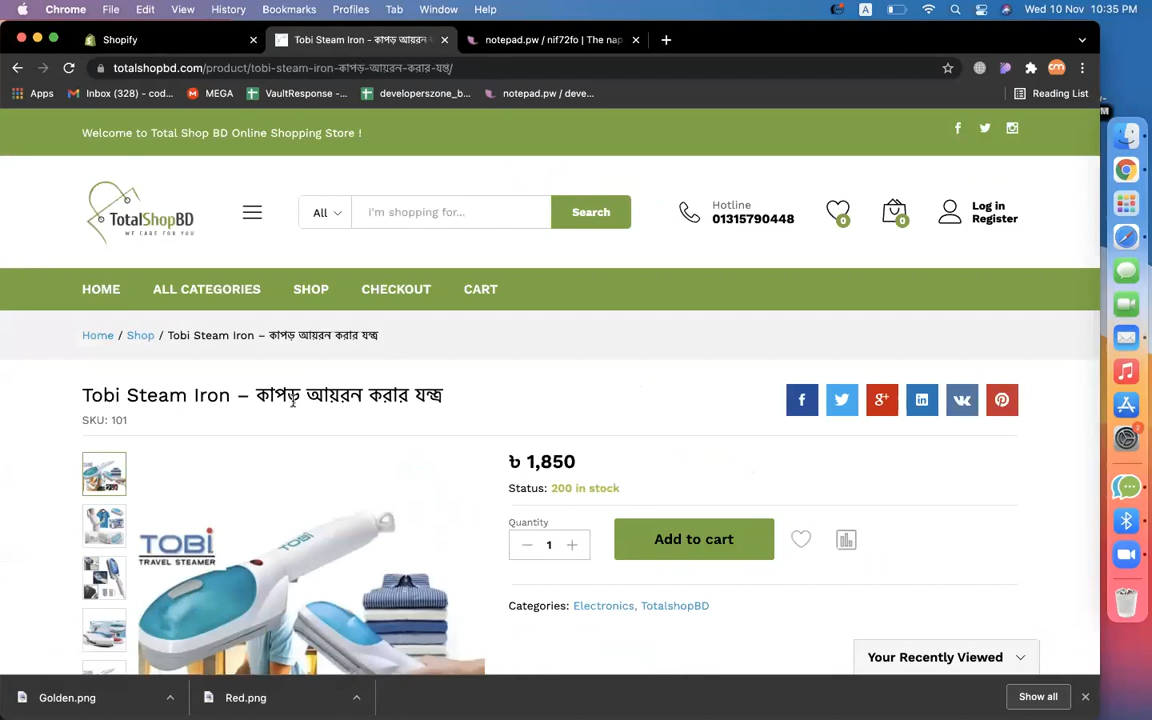 Chrome File Edit View History Bookmarks Profiles Tab Window Help
A
Wed 10 Nov 10:35 PM
Shopify
Tobi Steam Iron – কাপড় আয়রন
notepad.pw / nif72fo | The nap
totalshopbd.com/product/tobi-steam-iron-কাপড়-আয়রন-করার-যন্ত্র/
Apps
Inbox (328) - cod...
MEGA
VaultResponse -...
developerszone_b...
notepad.pw / deve...
Reading List
Welcome to Total Shop BD Online Shopping Store !
TotalShopBD
WE CARE FOR YOU
All
I'm shopping for...
Search
Hotline
01315790448
0
0
Log in
Register
HOME
ALL CATEGORIES
SHOP
CHECKOUT
CART
Home / Shop / Tobi Steam Iron – কাপড় আয়রন করার যন্ত্র
Tobi Steam Iron – কাপড় আয়রন করার যন্ত্র
SKU: 101
৳ 1,850
Status: 200 in stock
Quantity
1
Add to cart
TOBI
TRAVEL STEAMER
TOBI
Categories: Electronics, TotalshopBD
Your Recently Viewed
Golden.png
Red.png
Show all